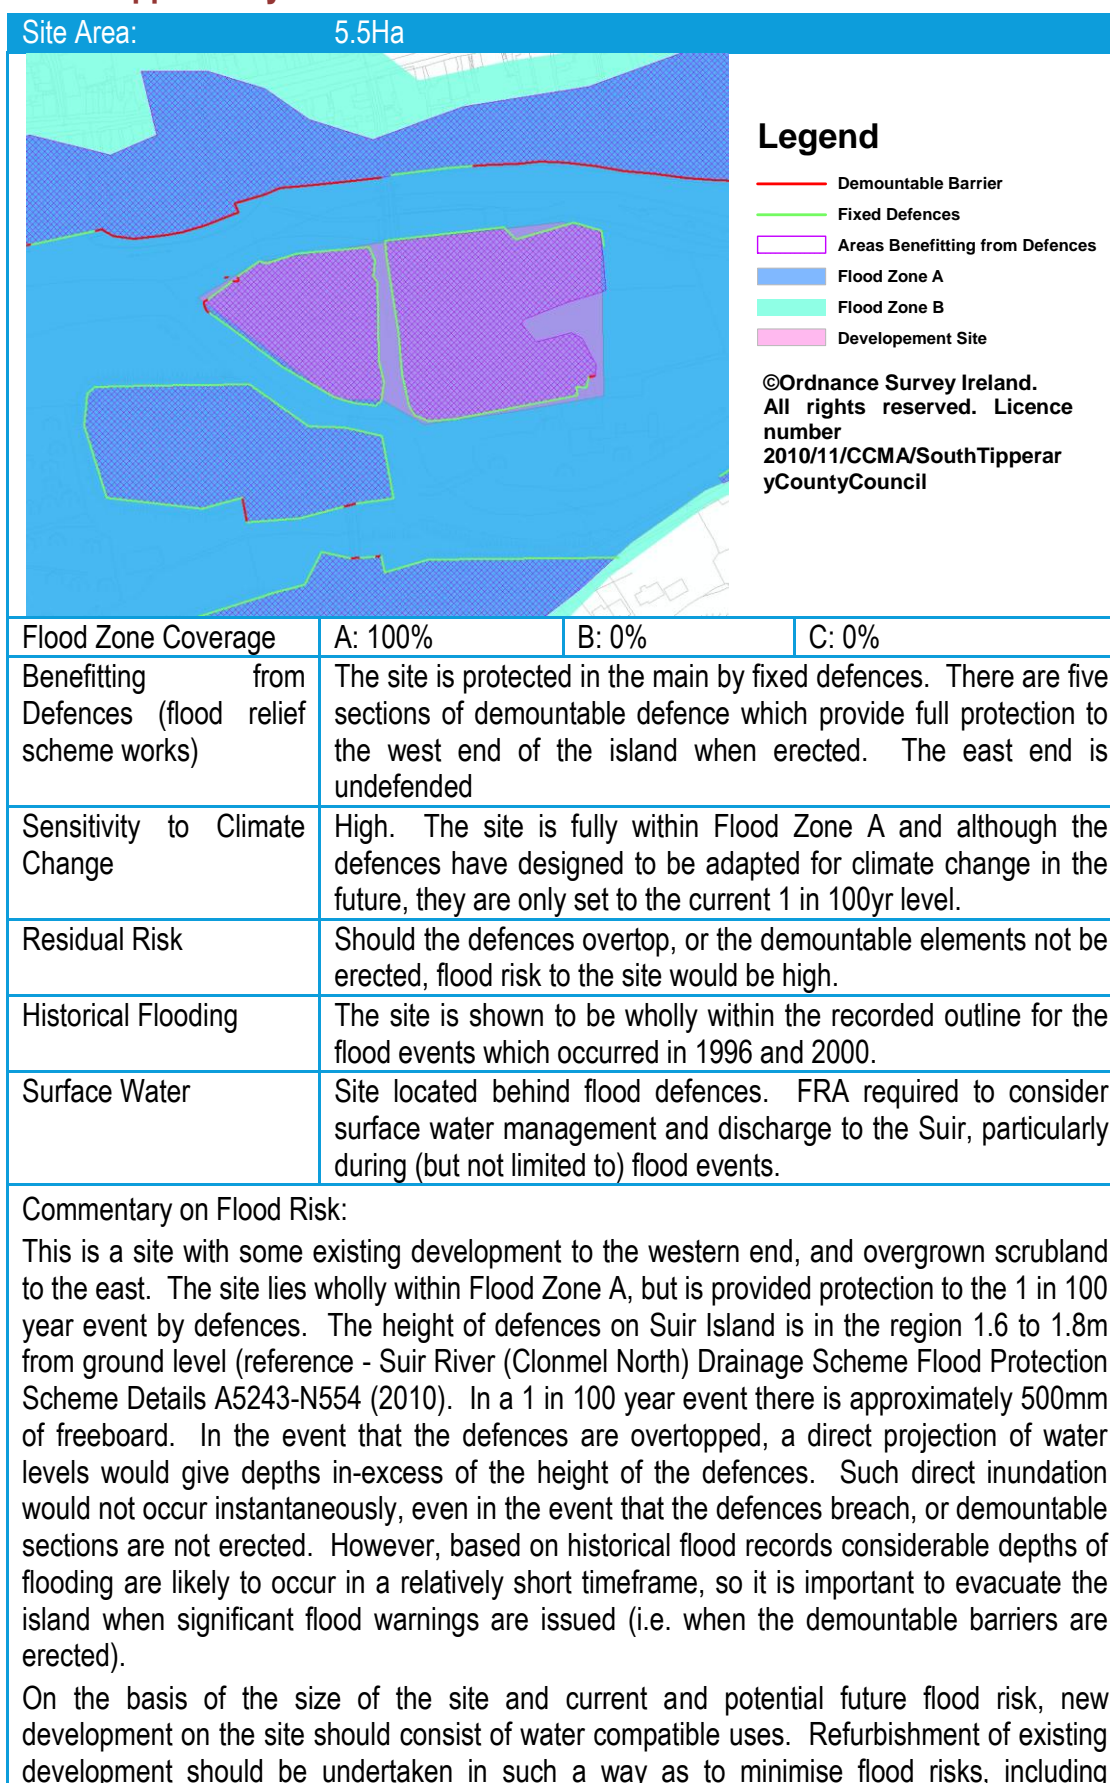 Site Area: 5.5Ha
Legend
Demountable Barrier
Fixed Defences
Areas Benefitting from Defences
Flood Zone A
Flood Zone B
Developement Site
©Ordnance Survey Ireland.
All rights reserved. Licence
number
2010/11/CCMA/SouthTipperar
yCountyCouncil
Flood Zone Coverage A: 100% B: 0% C: 0%
Benefitting from
Defences (flood relief
scheme works)
The site is protected in the main by fixed defences. There are five
sections of demountable defence which provide full protection to
the west end of the island when erected. The east end is
undefended
Sensitivity to Climate
Change
High. The site is fully within Flood Zone A and although the
defences have designed to be adapted for climate change in the
future, they are only set to the current 1 in 100yr level.
Residual Risk
Should the defences overtop, or the demountable elements not be
erected, flood risk to the site would be high.
Historical Flooding
The site is shown to be wholly within the recorded outline for the
flood events which occurred in 1996 and 2000.
Surface Water
Site located behind flood defences. FRA required to consider
surface water management and discharge to the Suir, particularly
during (but not limited to) flood events.
Commentary on Flood Risk:
This is a site with some existing development to the western end, and overgrown scrubland
to the east. The site lies wholly within Flood Zone A, but is provided protection to the 1 in 100
year event by defences. The height of defences on Suir Island is in the region 1.6 to 1.8m
from ground level (reference - Suir River (Clonmel North) Drainage Scheme Flood Protection
Scheme Details A5243-N554 (2010). In a 1 in 100 year event there is approximately 500mm
of freeboard. In the event that the defences are overtopped, a direct projection of water
levels would give depths in-excess of the height of the defences. Such direct inundation
would not occur instantaneously, even in the event that the defences breach, or demountable
sections are not erected. However, based on historical flood records considerable depths of
flooding are likely to occur in a relatively short timeframe, so it is important to evacuate the
island when significant flood warnings are issued (i.e. when the demountable barriers are
erected).
On the basis of the size of the site and current and potential future flood risk, new
development on the site should consist of water compatible uses. Refurbishment of existing
development should be undertaken in such a way as to minimise flood risks, including